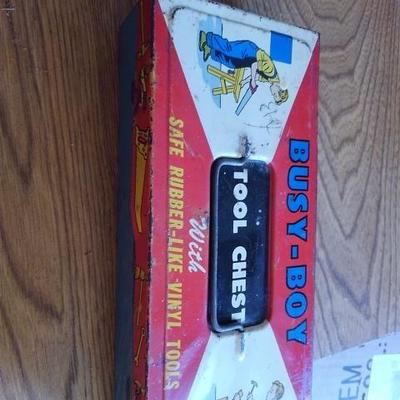 BUSY-BOY
TOOL CHEST
With
SAFE RUBBER-LIKE VINYL TOOLS